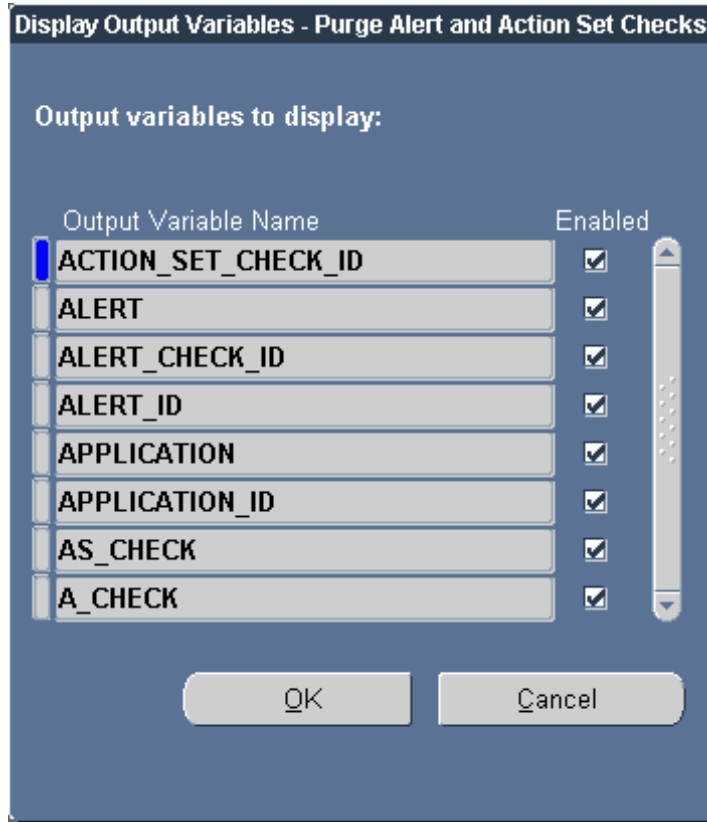 Display Output Variables - Purge Alert and Action Set Checks
Output variables to display:
Output Variable Name Enabled
ACTION_SET_CHECK_ID
ALERT
ALERT_CHECK_ID
ALERT_ID
APPLICATION
APPLICATION_ID
AS_CHECK
A_CHECK
OK Cancel